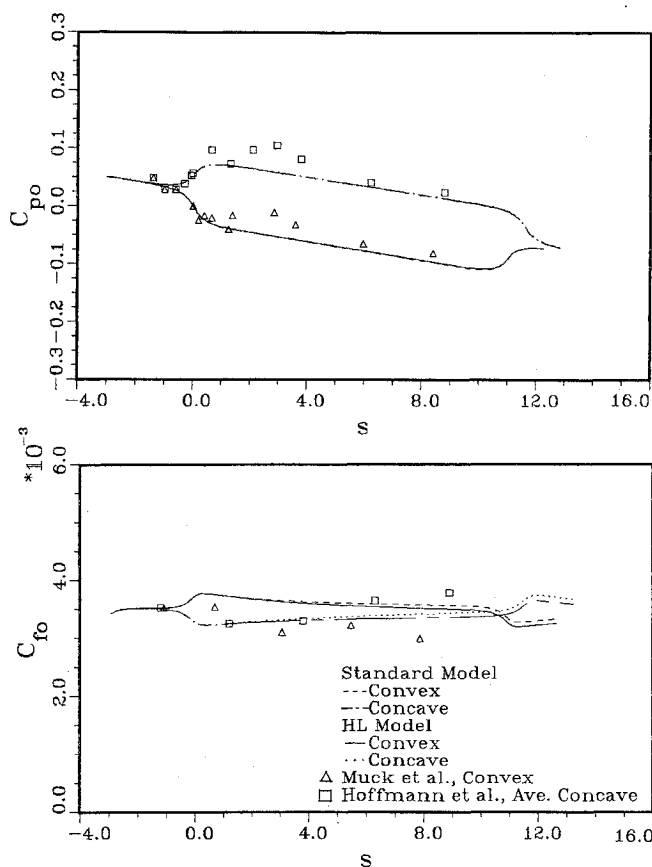 0.3
0.2
0.1
0.0
-0.1
-0.2
-0.3
C_po
-4.0 0.0 4.0 8.0 12.0 16.0
s
*10^-3
6.0
4.0
2.0
0.0
C_fo
Standard Model
Convex
Concave
HL Model
Convex
Concave
Muck et al., Convex
Hoffmann et al., Ave. Concave
-4.0 0.0 4.0 8.0 12.0 16.0
s